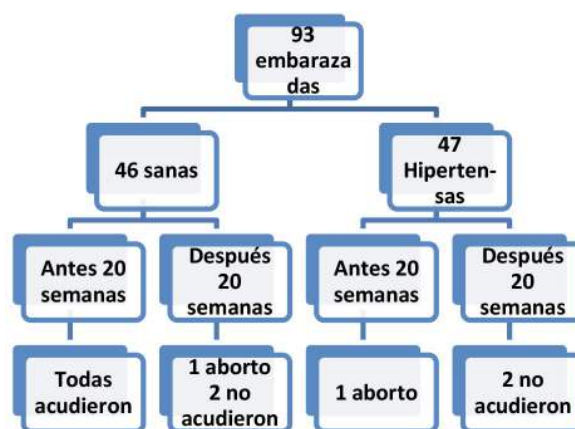 93
embaraza
das
46 sanas
47
Hiperten-
sas
Antes 20
semanas
Después
20
semanas
Antes 20
semanas
Después
20
semanas
Todas
acudieron
1 aborto
2 no
acudieron
1 aborto
2 no
acudieron